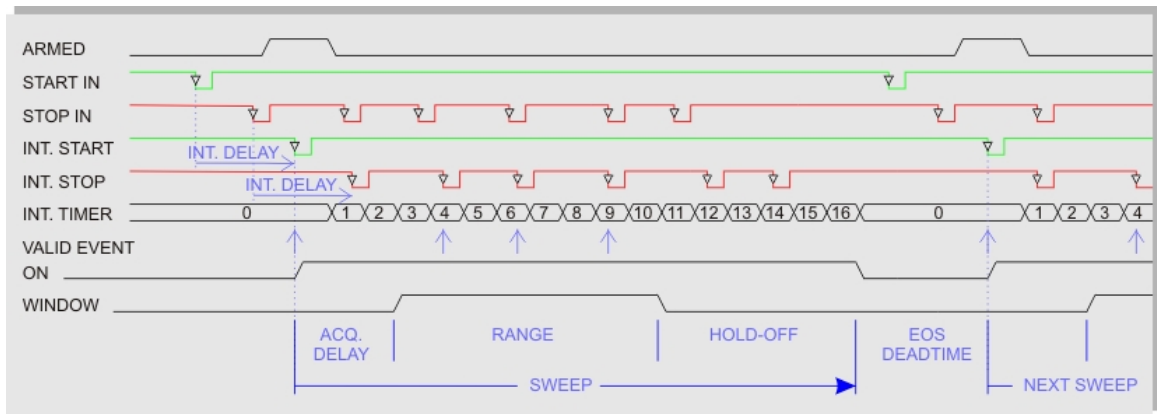 ARMED
START IN
STOP IN
INT. START
INT. DELAY
INT. STOP
INT. DELAY
INT. TIMER 0 1 2 3 4 5 6 7 8 9 10 11 12 13 14 15 16 0 1 2 3 4
VALID EVENT
ON
WINDOW
ACQ. DELAY
RANGE
HOLD-OFF
EOS DEADTIME
SWEEP
NEXT SWEEP